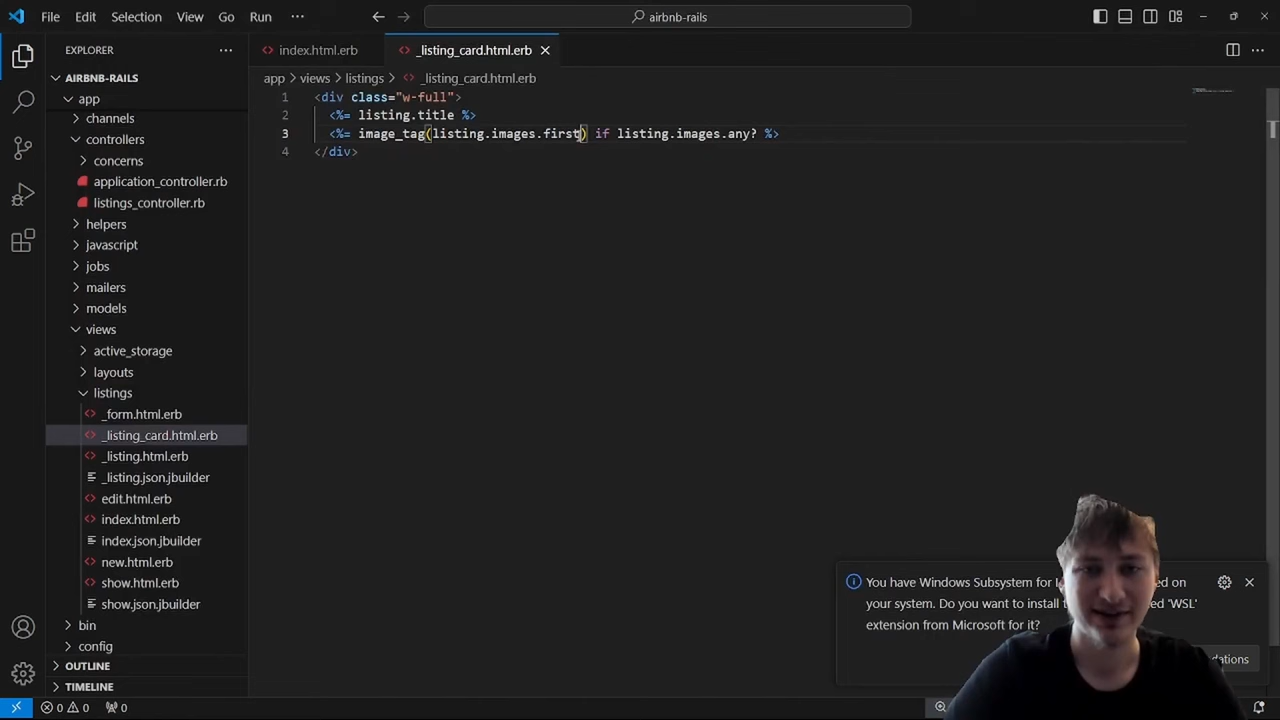 File Edit Selection View Go Run ···
airbnb-rails
EXPLORER ···
index.html.erb
_listing_card.html.erb
AIRBNB-RAILS
app > views > listings > _listing_card.html.erb
app
channels
controllers
concerns
application_controller.rb
listings_controller.rb
helpers
javascript
jobs
mailers
models
views
active_storage
layouts
listings
_form.html.erb
_listing_card.html.erb
_listing.html.erb
_listing.json.jbuilder
edit.html.erb
index.html.erb
index.json.jbuilder
new.html.erb
show.html.erb
show.json.jbuilder
bin
config
OUTLINE
TIMELINE
1 <div class="w-full">
2 <%= listing.title %>
3 <%= image_tag(listing.images.first) if listing.images.any? %>
4 </div>
You have Windows Subsystem for on
your system. Do you want to install 'WSL'
extension from Microsoft for it?
0 0 0